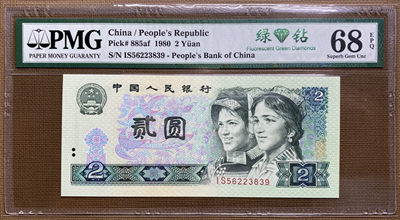 PMG
PAPER MONEY GUARANTY
China / People's Republic
Pick# 885af 1980 2 Yüan
S/N IS56223839 - People's Bank of China
绿 钻
Fluorescent Green Diamonds
68 EPQ
Superb Gem Unc
中国人民银行
2
贰圆
2
2
IS56223839